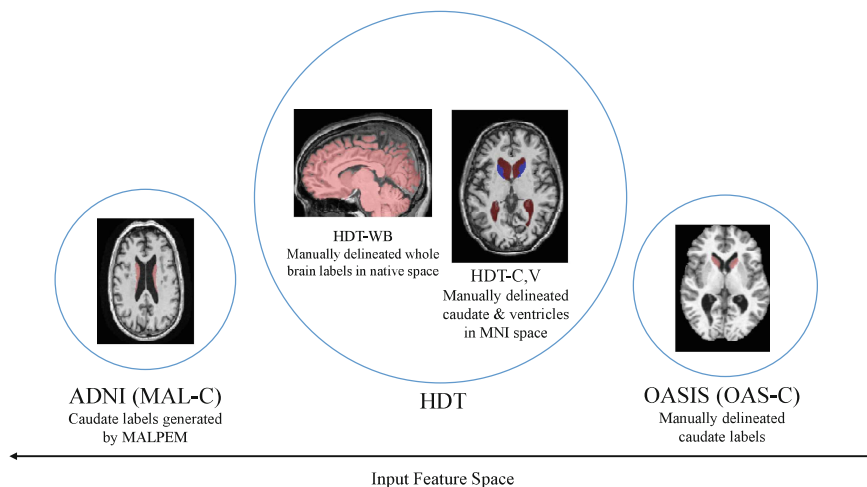 HDT-WB
Manually delineated whole
brain labels in native space
HDT-C,V
Manually delineated
caudate & ventricles
in MNI space
ADNI (MAL-C)
Caudate labels generated
by MALPEM
HDT
OASIS (OAS-C)
Manually delineated
caudate labels
Input Feature Space